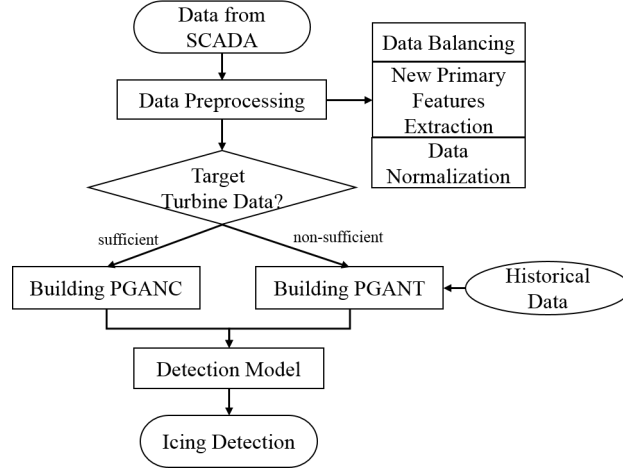 Data from
SCADA
Data Preprocessing
Data Balancing
New Primary
Features
Extraction
Data
Normalization
Target
Turbine Data?
sufficient
non-sufficient
Building PGANC
Building PGANT
Historical
Data
Detection Model
Icing Detection